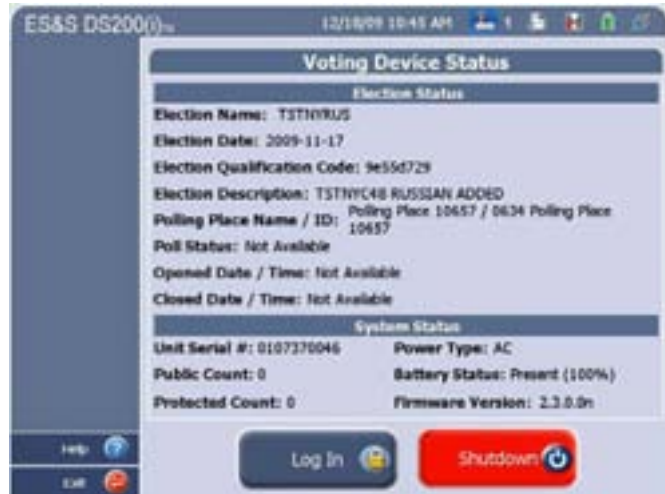 ES&S DS200(i)™ 12/18/09 10:45 AM 1
Voting Device Status
Election Status
Election Name: TSTNYRUS
Election Date: 2009-11-17
Election Qualification Code: 9e55d729
Election Description: TSTNYC48 RUSSIAN ADDED
Polling Place Name / ID: Polling Place 10657 / 0634 Polling Place
10657
Poll Status: Not Available
Opened Date / Time: Not Available
Closed Date / Time: Not Available
System Status
Unit Serial #: 0107370046 Power Type: AC
Public Count: 0 Battery Status: Present (100%)
Protected Count: 0 Firmware Version: 2.3.0.0n
Help
Log In
Shutdown
Exit